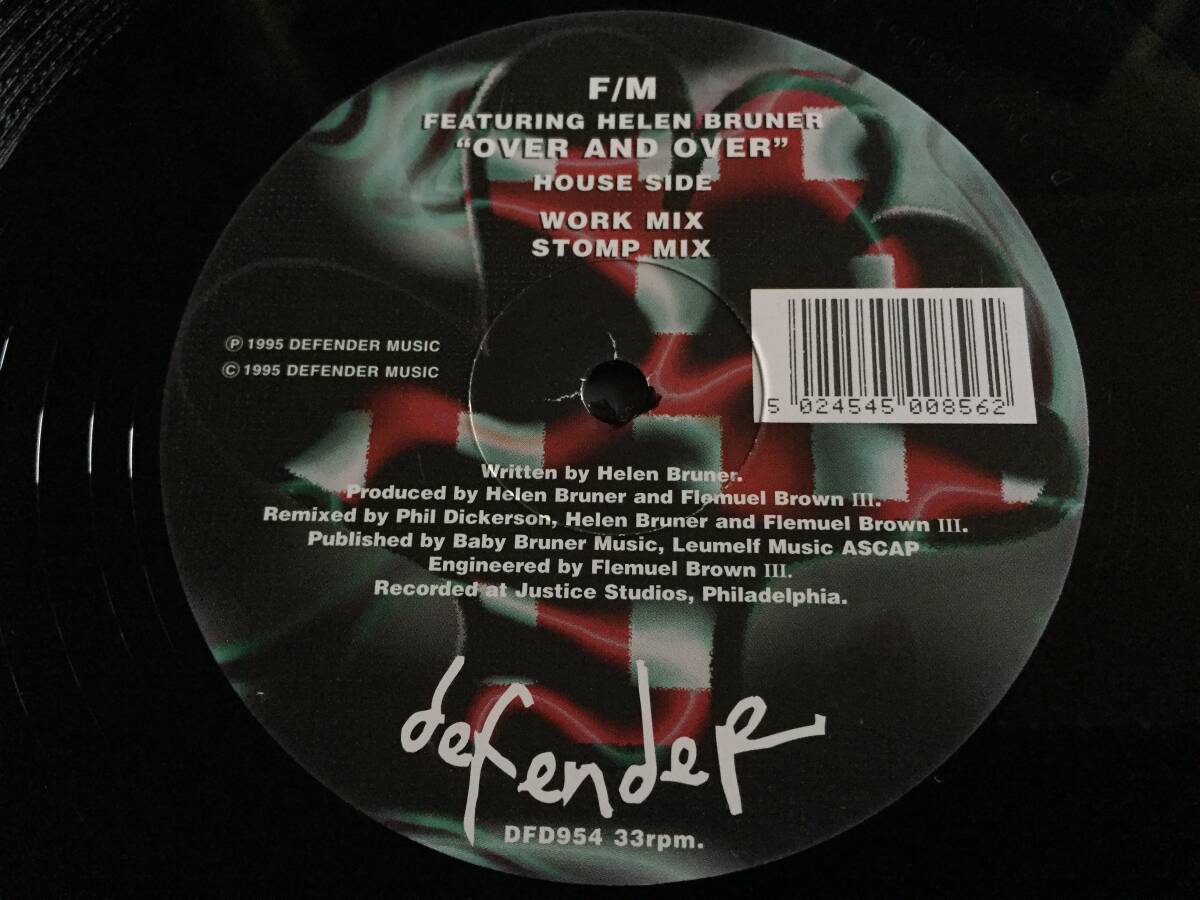 F/M
FEATURING HELEN BRUNER
“OVER AND OVER”
HOUSE SIDE
WORK MIX
STOMP MIX
Ⓟ 1995 DEFENDER MUSIC
© 1995 DEFENDER MUSIC
5 024545 008562
Written by Helen Bruner.
Produced by Helen Bruner and Flemuel Brown III.
Remixed by Phil Dickerson, Helen Bruner and Flemuel Brown III.
Published by Baby Bruner Music, Leumelf Music ASCAP
Engineered by Flemuel Brown III.
Recorded at Justice Studios, Philadelphia.
defender
DFD954 33rpm.